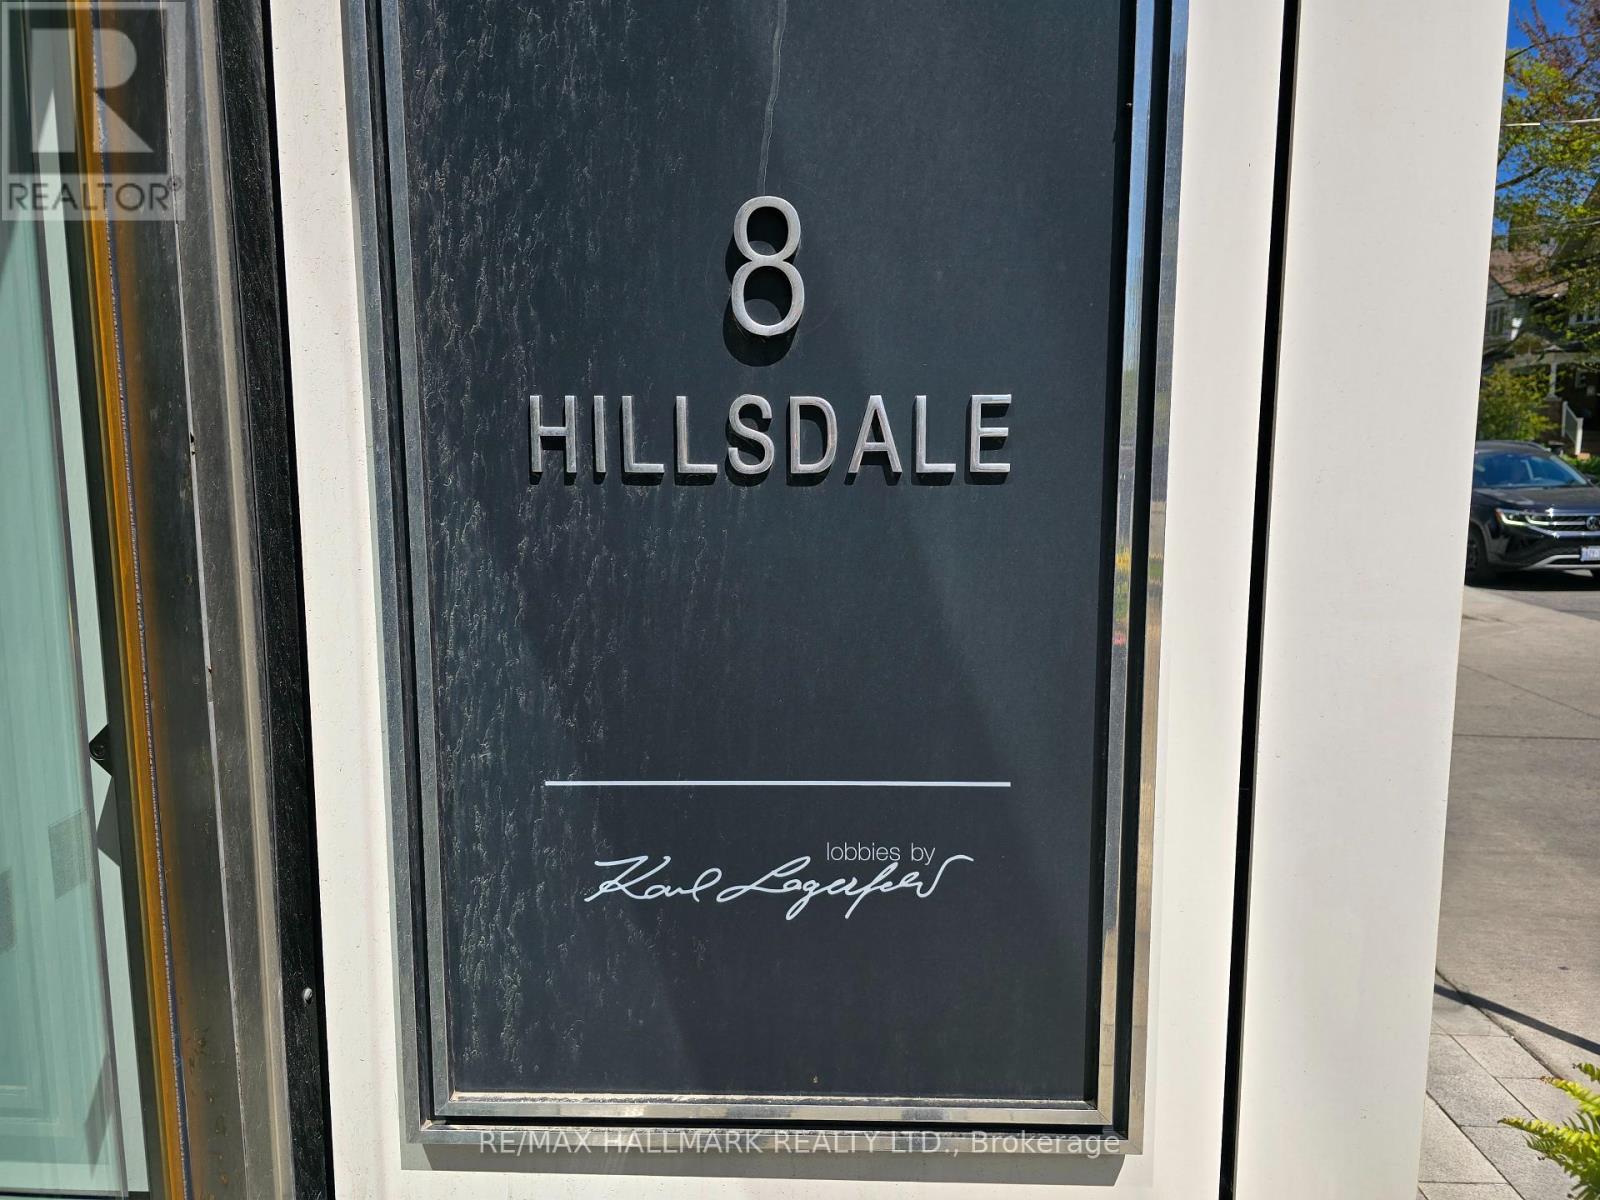 REALTOR®
8
HILLSDALE
lobbies by
Karl Lagerfeld
RE/MAX HALLMARK REALTY LTD., Brokerage